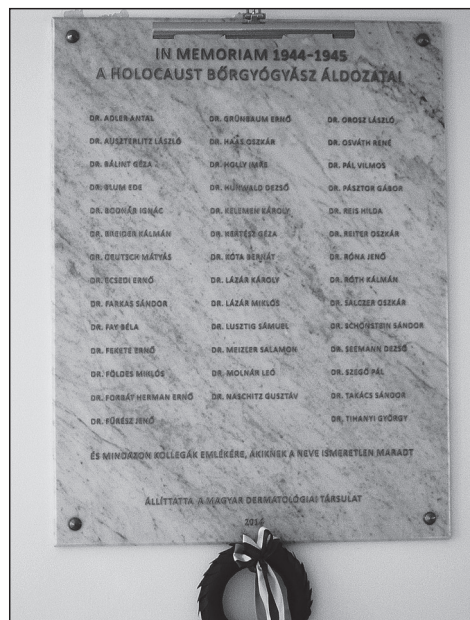 IN MEMORIAM 1944-1945
A HOLOCAUST BŐRGYÓGYÁSZ ÁLDOZATAI
DR. ADLER ANTAL
DR. AUSZTERLITZ LÁSZLÓ
DR. BÁLINT GÉZA
DR. BLUM EDE
DR. BODNÁR IGNÁC
DR. BREIDER KÁLMÁN
DR. DEUTSCH MÁTYÁS
DR. ECSEDI ERNŐ
DR. FARKAS SÁNDOR
DR. FAY BÉLA
DR. FEKETE ERNŐ
DR. FÖLDES MIKLÓS
DR. FORBÁT HERMAN ERNŐ
DR. FÜRÉSZ JENŐ
DR. GRÜNBAUM ERNŐ
DR. HAÁS OSZKÁR
DR. HOLLY IMRE
DR. HUHWALD DEZSŐ
DR. KELEMEN KÁROLY
DR. KERTÉSZ GÉZA
DR. KÓTA BERNÁT
DR. LÁZÁR KÁROLY
DR. LÁZÁR MIKLÓS
DR. LUSZTIG SÁMUEL
DR. MEIZLER SALAMON
DR. MOLNÁR LEÓ
DR. NASCHITZ GUSZTÁV
DR. OROSZ LÁSZLÓ
DR. OSVÁTH RENÉ
DR. PÁL VILMOS
DR. PÁSZTOR GÁBOR
DR. REIS HILDA
DR. REITER OSZKÁR
DR. RÓNA JENŐ
DR. RÓTH KÁLMÁN
DR. SALCZER OSZKÁR
DR. SCHÖNSTEIN SÁNDOR
DR. SEEMANN DEZSŐ
DR. SZEGŐ PÁL
DR. TAKÁCS SÁNDOR
DR. TIHANYI GYÖRGY
ÉS MINDAZON KOLLEGÁK EMLÉKÉRE, AKIKNEK A NEVE ISMERETLEN MARADT
ÁLLÍTTATTA A MAGYAR DERMATOLÓGIAI TÁRSULAT
2014